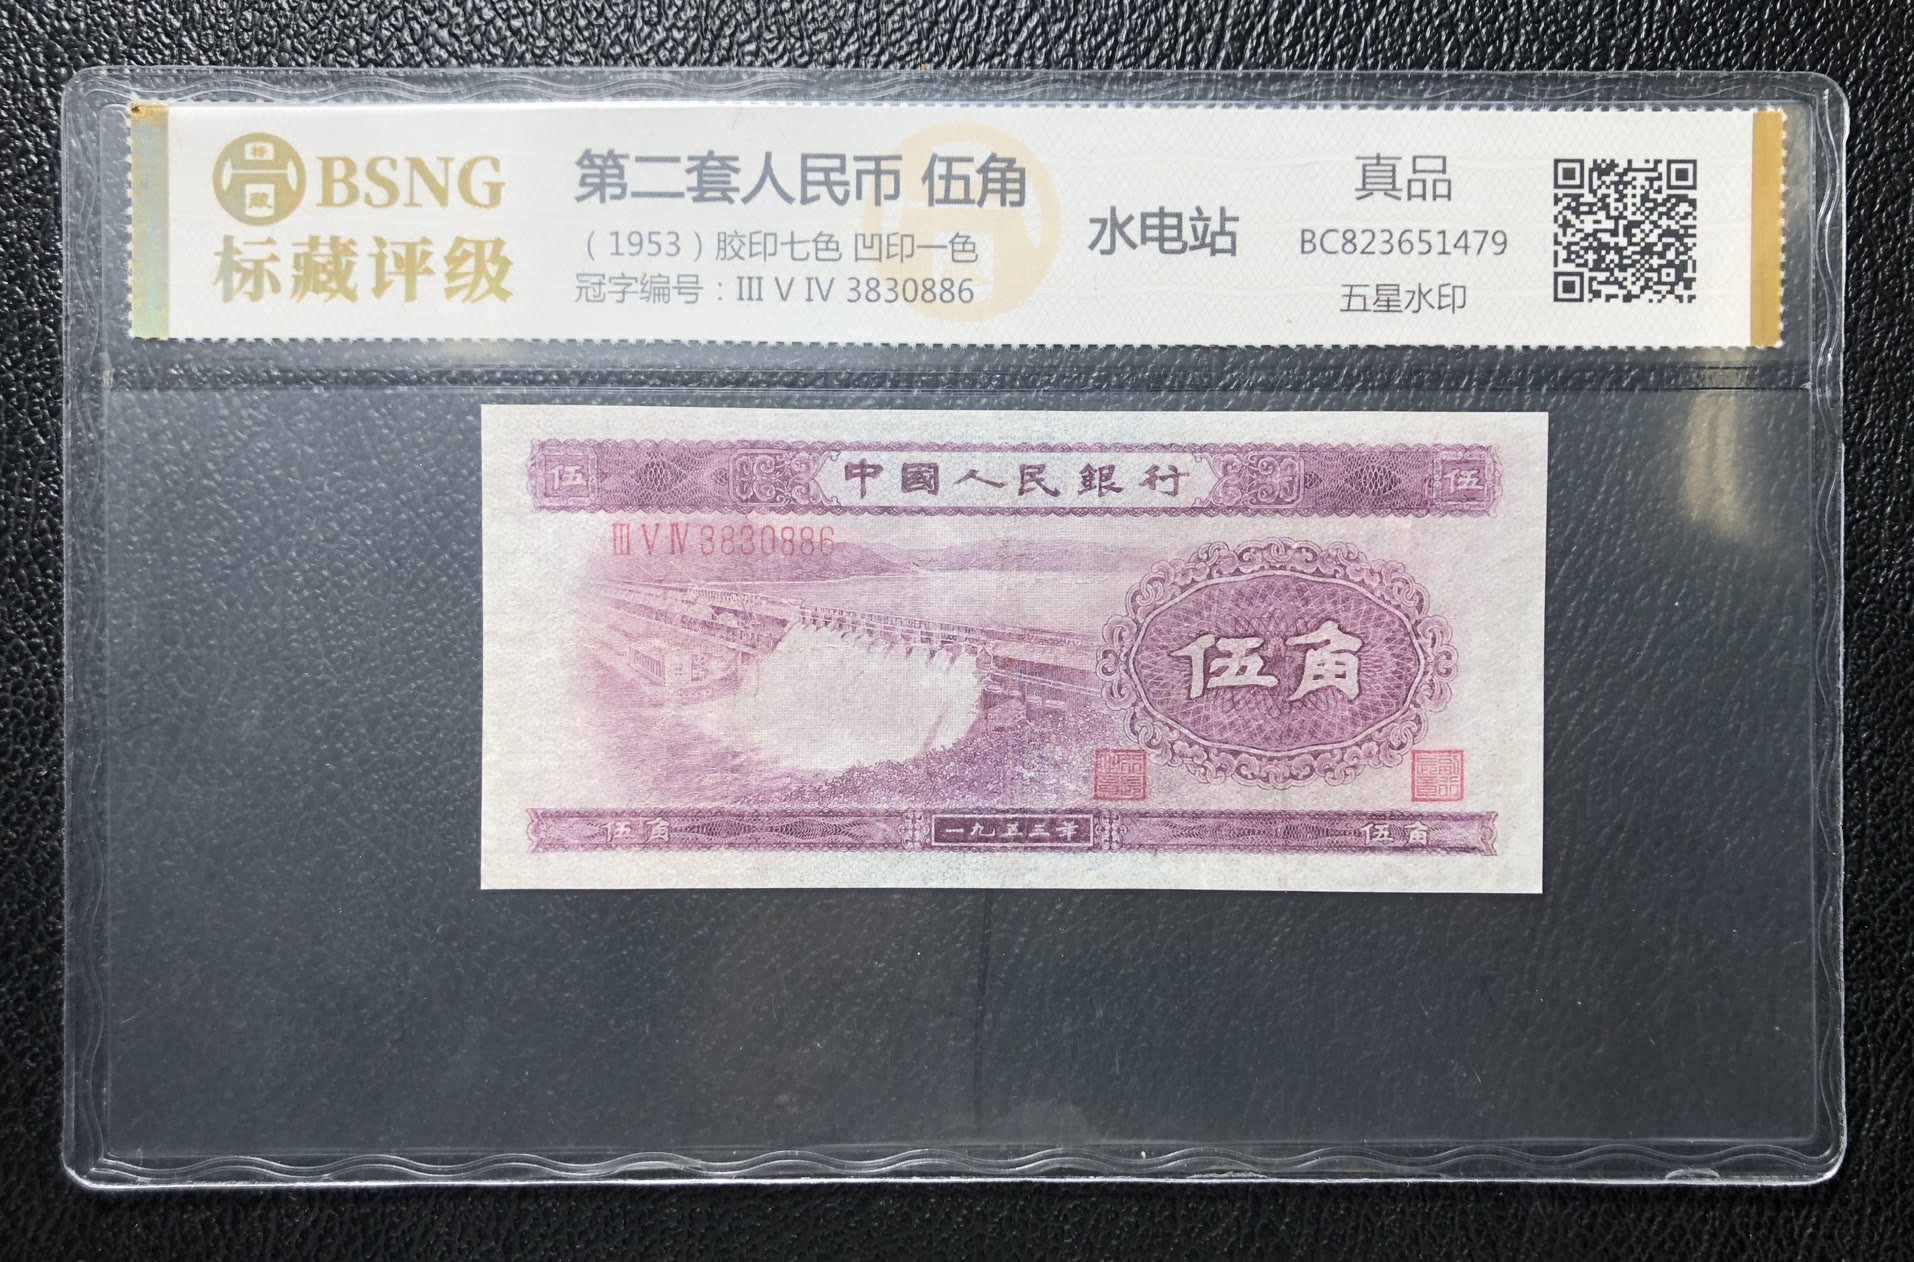 标
藏
BSNG
标藏评级
第二套人民币 伍角
（1953）胶印七色 凹印一色
冠字编号：III V IV 3830886
水电站
真品
BC823651479
五星水印
伍 中國人民銀行 伍
III V IV 3830886
伍角
伍角 一九五三年 伍角